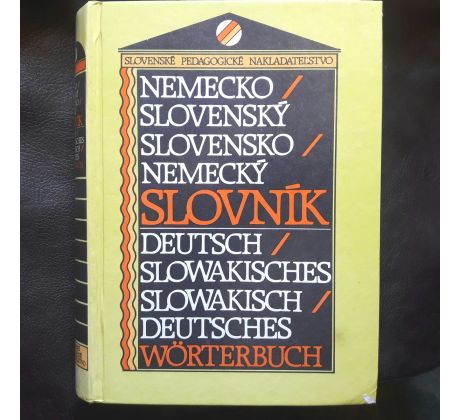 SLOVENSKÉ PEDAGOGICKÉ NAKLADATEĽSTVO
NEMECKO /
SLOVENSKÝ
SLOVENSKO /
NEMECKÝ
SLOVNÍK
DEUTSCH /
SLOWAKISCHES
SLOWAKISCH /
DEUTSCHES
WÖRTERBUCH